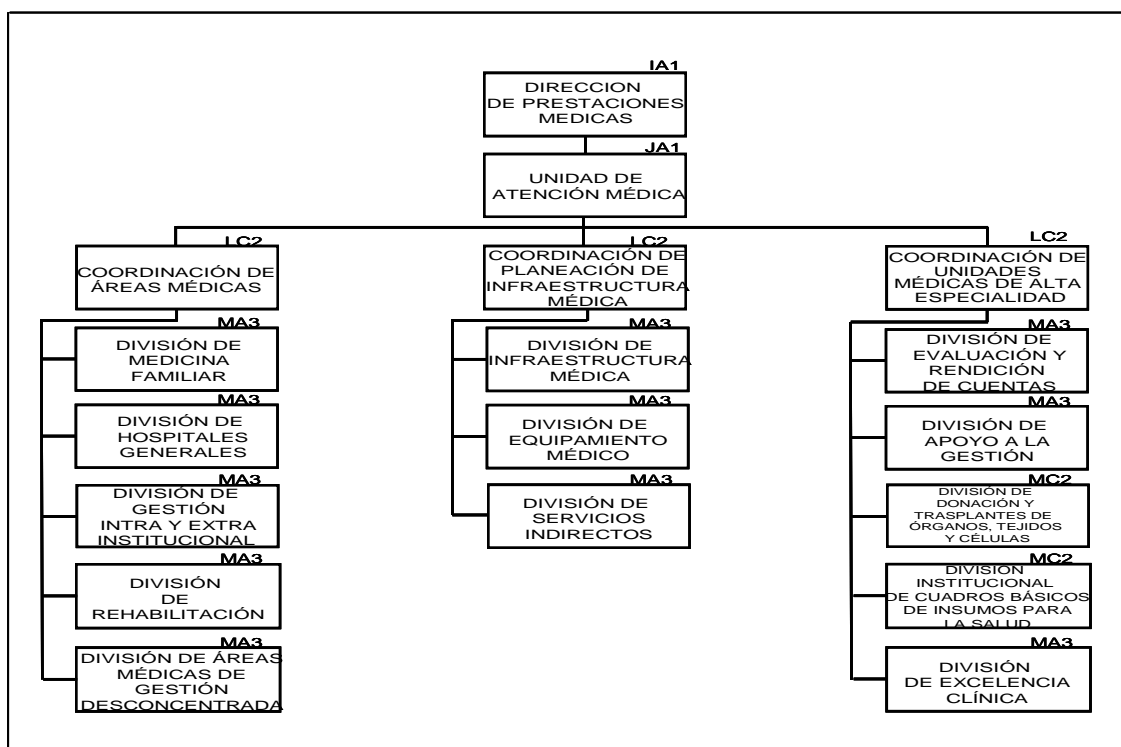 IA1
DIRECCION
DE PRESTACIONES
MEDICAS
JA1
UNIDAD DE
ATENCIÓN MÉDICA
LC2
COORDINACIÓN DE
ÁREAS MÉDICAS
MA3
DIVISIÓN DE
MEDICINA
FAMILIAR
MA3
DIVISIÓN DE
HOSPITALES
GENERALES
MA3
DIVISIÓN DE
GESTIÓN
INTRA Y EXTRA
INSTITUCIONAL
MA3
DIVISIÓN
DE
REHABILITACIÓN
MA3
DIVISIÓN DE ÁREAS
MÉDICAS DE
GESTIÓN
DESCONCENTRADA
LC2
COORDINACIÓN DE
PLANEACIÓN DE
INFRAESTRUCTURA
MÉDICA
MA3
DIVISIÓN DE
INFRAESTRUCTURA
MÉDICA
MA3
DIVISIÓN DE
EQUIPAMIENTO
MÉDICO
MA3
DIVISIÓN DE
SERVICIOS
INDIRECTOS
LC2
COORDINACIÓN DE
UNIDADES
MÉDICAS DE ALTA
ESPECIALIDAD
MA3
DIVISIÓN DE
EVALUACIÓN Y
RENDICIÓN
DE CUENTAS
MA3
DIVISIÓN DE
APOYO A LA
GESTIÓN
MC2
DIVISIÓN DE
DONACIÓN Y
TRASPLANTES DE
ÓRGANOS, TEJIDOS
Y CÉLULAS
MC2
DIVISIÓN
INSTITUCIONAL
DE CUADROS BÁSICOS
DE INSUMOS PARA
LA SALUD
MA3
DIVISIÓN
DE EXCELENCIA
CLÍNICA